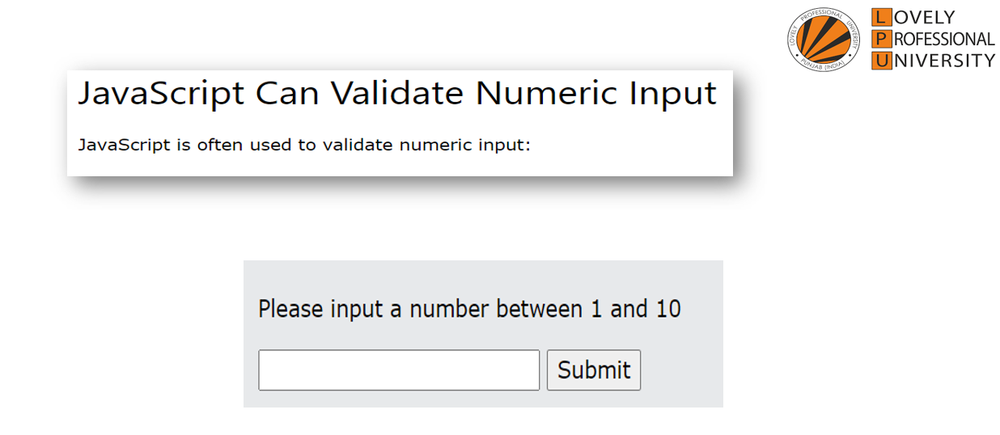 LOVELY
PROFESSIONAL
UNIVERSITY
LOVELY PROFESSIONAL UNIVERSITY
PUNJAB (INDIA)
JavaScript Can Validate Numeric Input
JavaScript is often used to validate numeric input:
Please input a number between 1 and 10
Submit